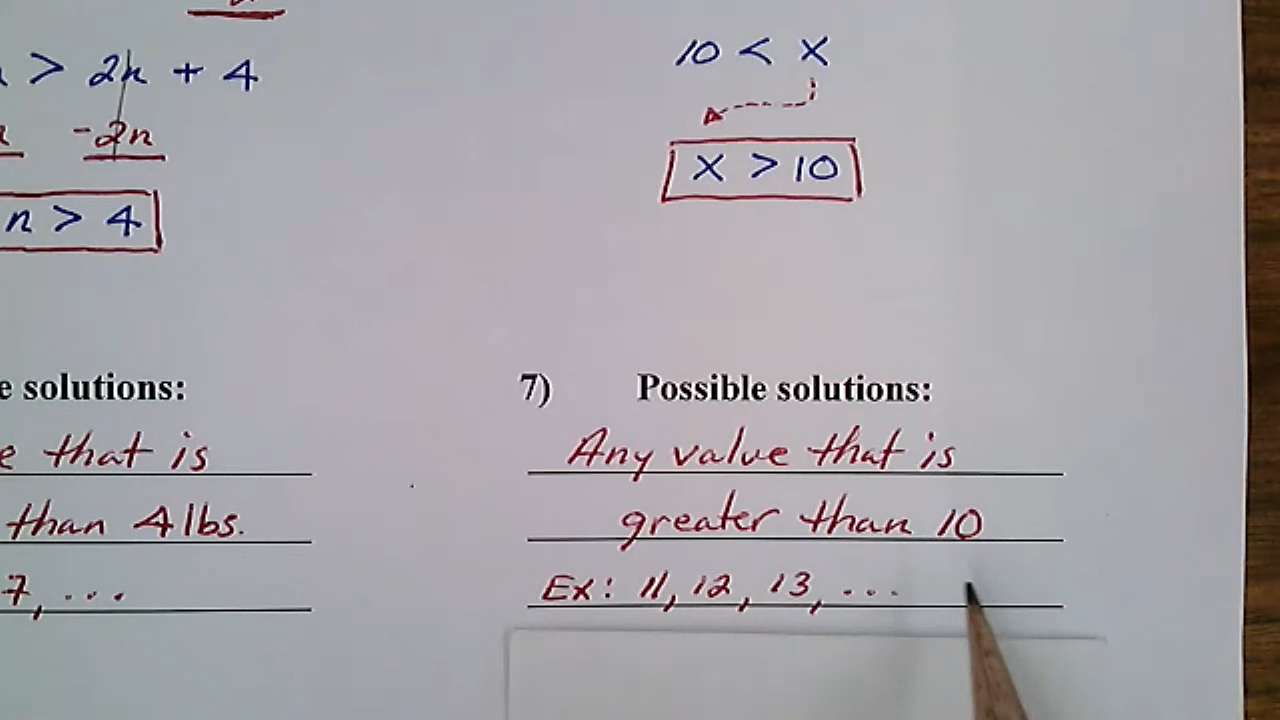 > 2n + 4
-2n
n > 4
10 < x
x > 10
e solutions:
e that is
than 4 lbs.
7, ...
7) Possible solutions:
Any value that is
greater than 10
Ex: 11, 12, 13, ...